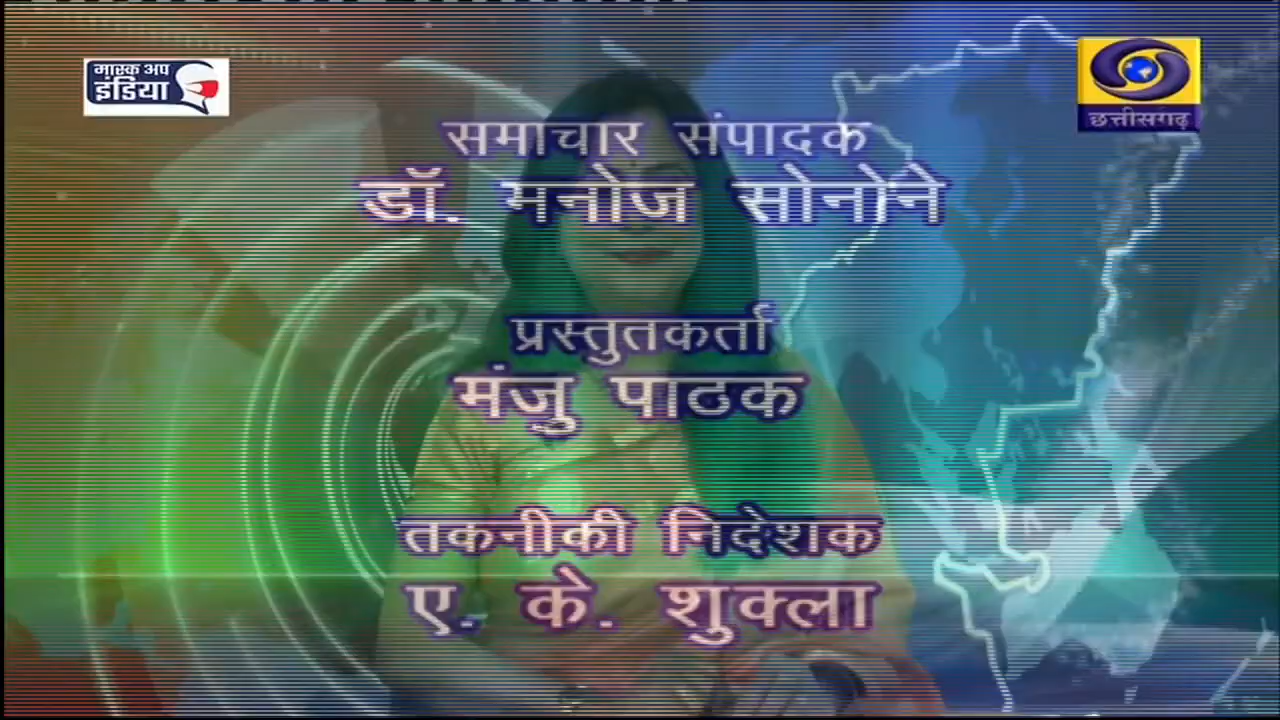 मास्क अप
इंडिया
छत्तीसगढ़
समाचार संपादक
डॉ. मनोज सोनोने
प्रस्तुतकर्ता
मंजु पाठक
तकनीकी निदेशक
ए. के. शुक्ला